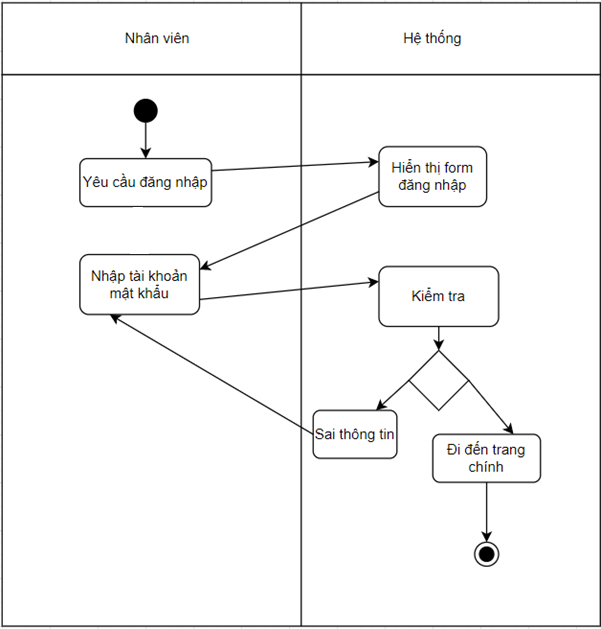 Nhân viên
Hệ thống
Yêu cầu đăng nhập
Hiển thị form
đăng nhập
Nhập tài khoản
mật khẩu
Kiểm tra
Sai thông tin
Đi đến trang
chính